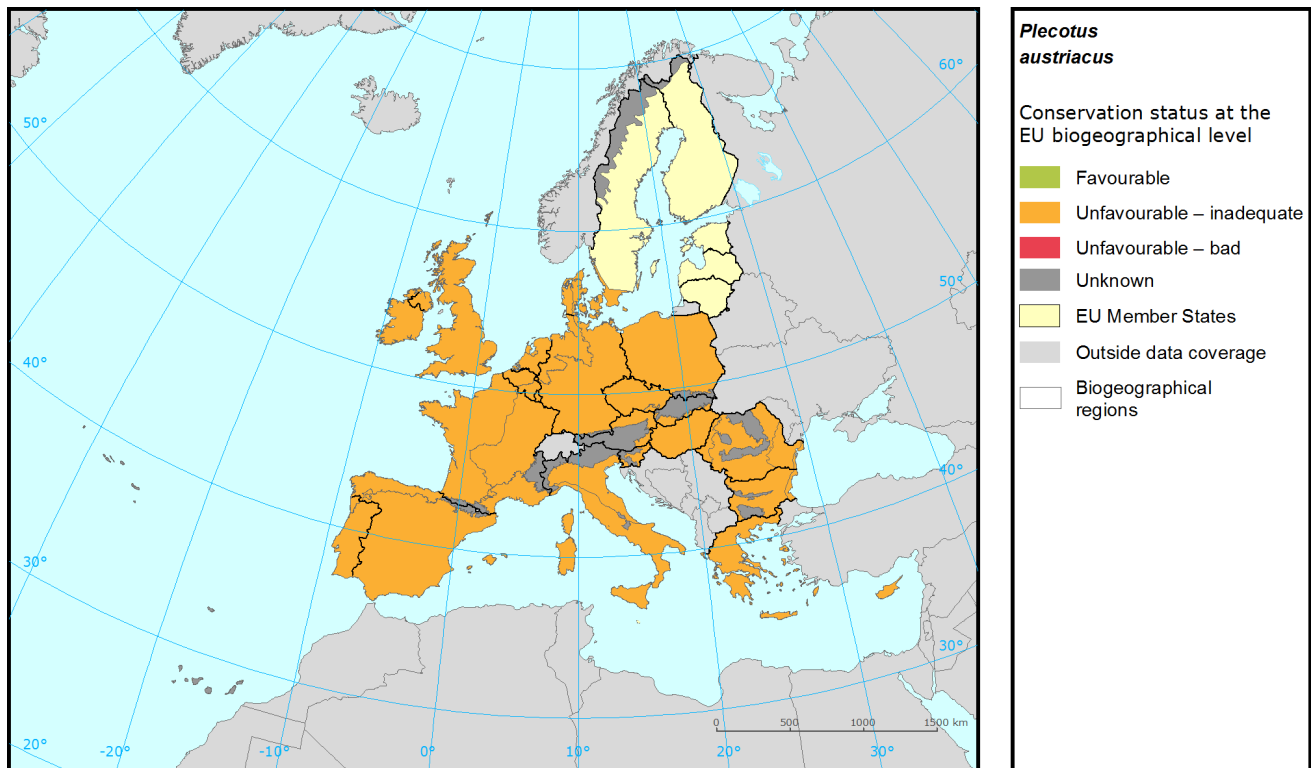 Plecotus
austriacus
Conservation status at the
EU biogeographical level
Favourable
Unfavourable – inadequate
Unfavourable – bad
Unknown
EU Member States
Outside data coverage
Biogeographical
regions
60°
50°
50°
40°
40°
30°
30°
20°
-20°
-10°
0°
10°
20°
30°
0
500
1000
1500 km